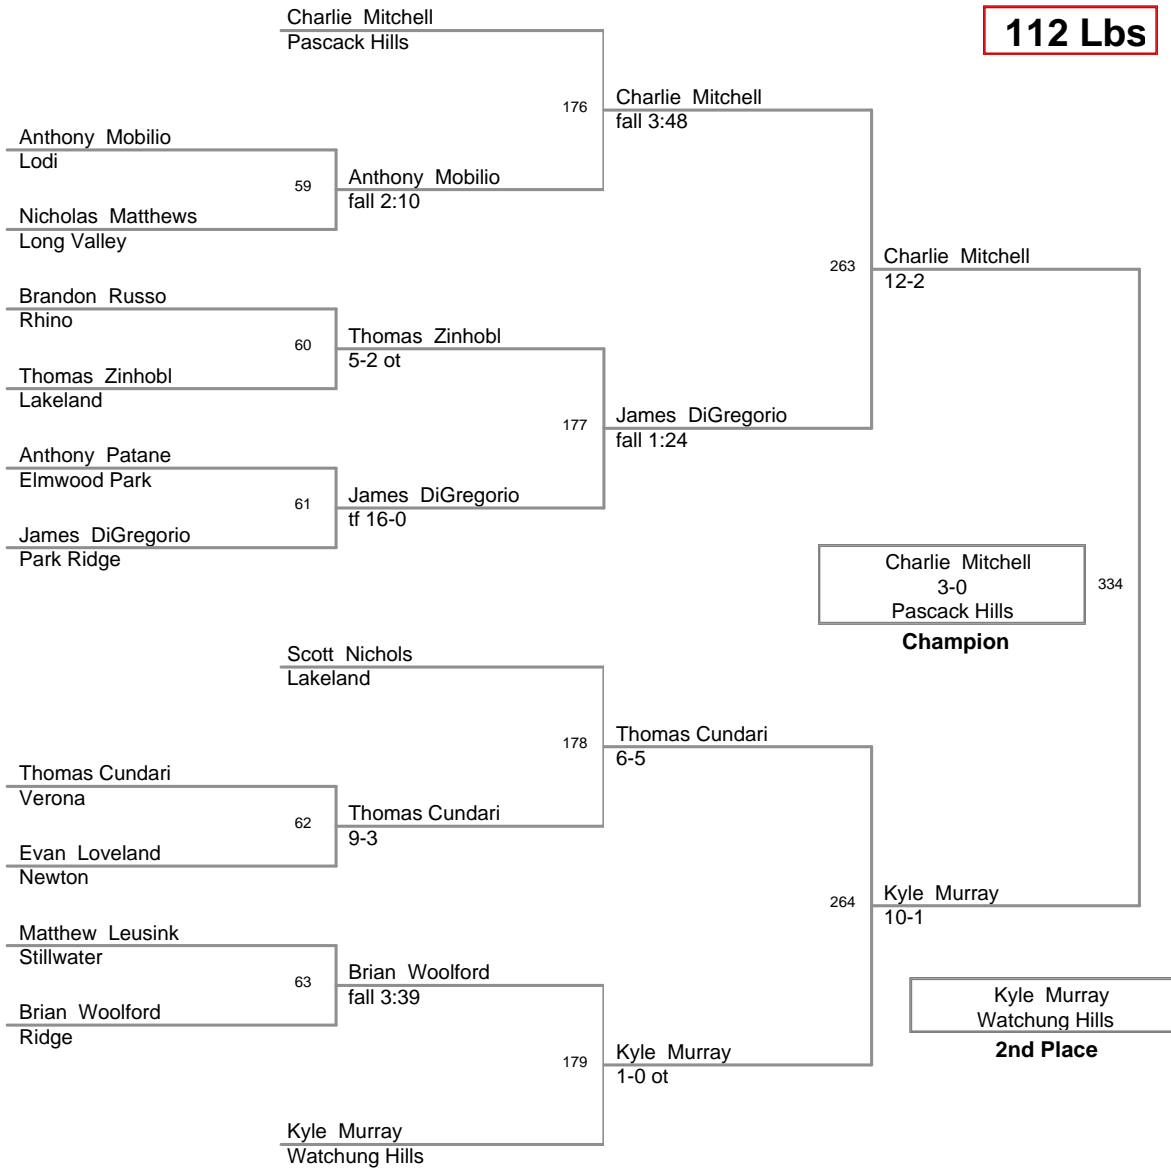 Charlie Mitchell
Pascack Hills
112 Lbs
176
Charlie Mitchell
fall 3:48
Anthony Mobilio
Lodi
59
Anthony Mobilio
fall 2:10
Nicholas Matthews
Long Valley
263
Charlie Mitchell
12-2
Brandon Russo
Rhino
60
Thomas Zinhobl
5-2 ot
Thomas Zinhobl
Lakeland
177
James DiGregorio
fall 1:24
Anthony Patane
Elmwood Park
61
James DiGregorio
tf 16-0
James DiGregorio
Park Ridge
Charlie Mitchell
3-0
Pascack Hills
334
Champion
Scott Nichols
Lakeland
178
Thomas Cundari
6-5
Thomas Cundari
Verona
62
Thomas Cundari
9-3
Evan Loveland
Newton
264
Kyle Murray
10-1
Matthew Leusink
Stillwater
63
Brian Woolford
fall 3:39
Brian Woolford
Ridge
Kyle Murray
Watchung Hills
2nd Place
179
Kyle Murray
1-0 ot
Kyle Murray
Watchung Hills